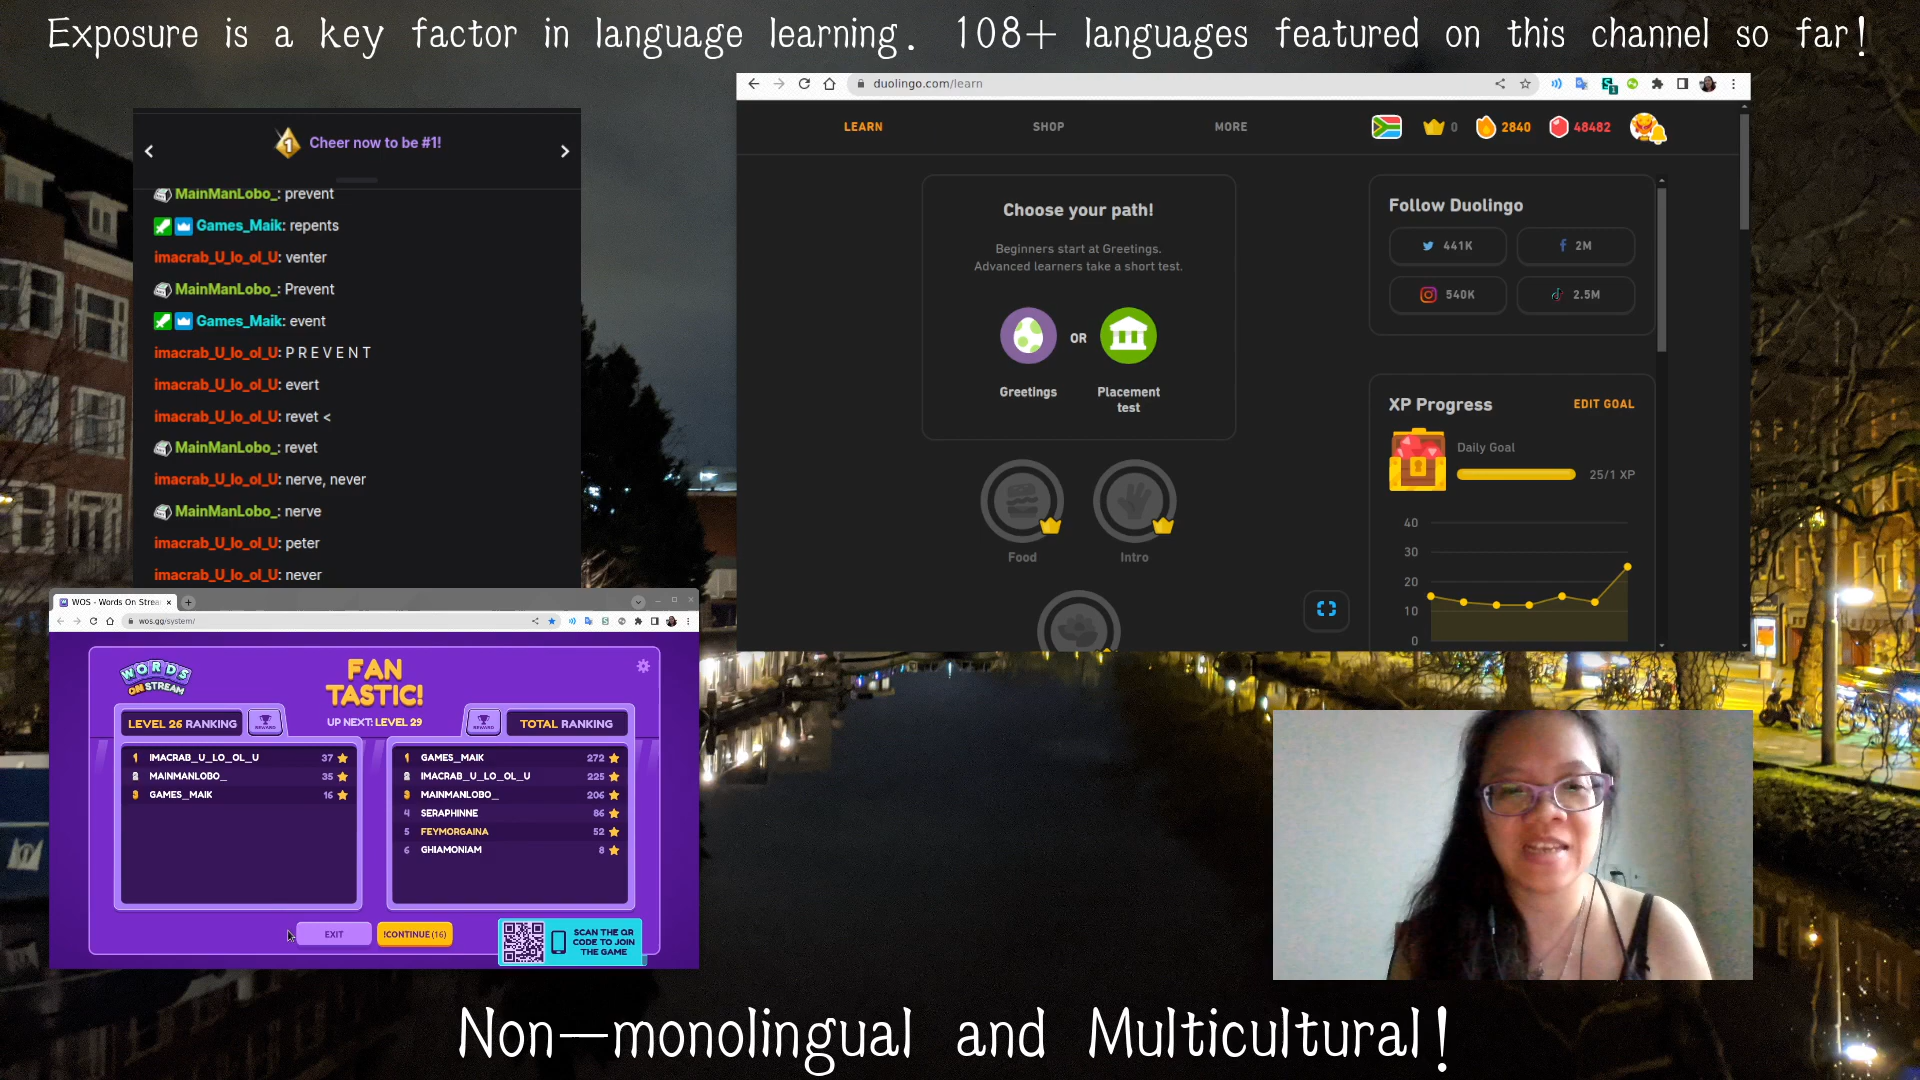 Exposure is a key factor in language learning. 108+ languages featured on this channel so far!
Cheer now to be #1!
MainManLobo_: prevent
Games_Maik: repents
imacrab_U_lo_ol_U: venter
MainManLobo_: Prevent
Games_Maik: event
imacrab_U_lo_ol_U: P R E V E N T
imacrab_U_lo_ol_U: evert
imacrab_U_lo_ol_U: revet <
MainManLobo_: revet
imacrab_U_lo_ol_U: nerve, never
MainManLobo_: nerve
imacrab_U_lo_ol_U: peter
imacrab_U_lo_ol_U: never
duolingo.com/learn
LEARN SHOP MORE 0 2840 48482
Choose your path!
Beginners start at Greetings.
Advanced learners take a short test.
OR
Greetings Placement
test
Food Intro
Follow Duolingo
441K 2M
540K 2.5M
XP Progress EDIT GOAL
Daily Goal
25/1 XP
40
30
20
10
0
WOS - Words On Strea
wos.gg/system/
WORDS
ON STREAM
FAN
TASTIC!
UP NEXT: LEVEL 29
LEVEL 26 RANKING REWARD
REWARD TOTAL RANKING
1 IMACRAB_U_LO_OL_U 37
2 MAINMANLOBO_ 35
3 GAMES_MAIK 16
1 GAMES_MAIK 272
2 IMACRAB_U_LO_OL_U 225
3 MAINMANLOBO_ 206
4 SERAPHINNE 86
5 FEYMORGAINA 52
6 GHIAMONIAM 8
EXIT !CONTINUE (16)
SCAN THE QR
CODE TO JOIN
THE GAME
Non-monolingual and Multicultural!